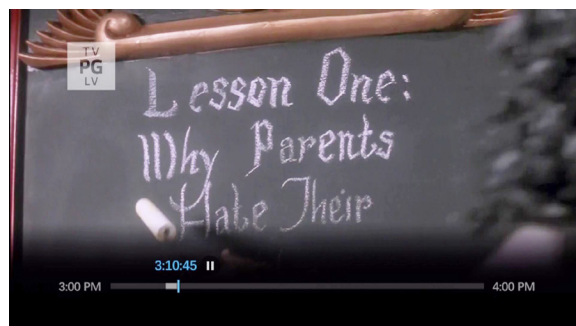 TV
PG
LV
Lesson One:
Why Parents
Hate Their
3:10:45
3:00 PM
4:00 PM